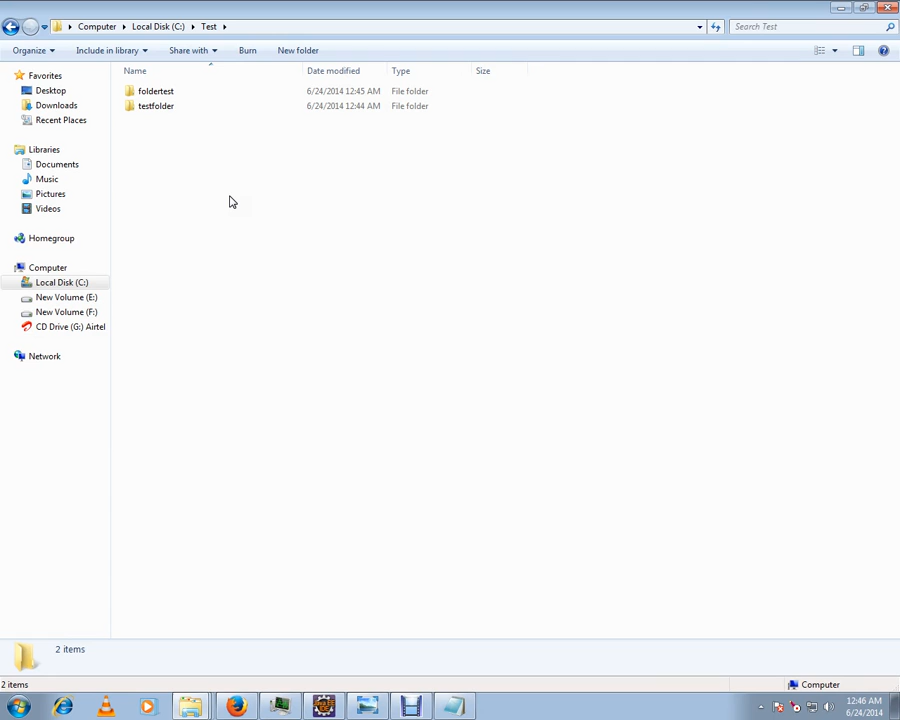 Computer Local Disk (C:) Test Search Test
Organize Include in library Share with Burn New folder
Name Date modified Type Size
Favorites
Desktop
Downloads
Recent Places
Libraries
Documents
Music
Pictures
Videos
Homegroup
Computer
Local Disk (C:)
New Volume (E:)
New Volume (F:)
CD Drive (G:) Airtel
Network
foldertest 6/24/2014 12:45 AM File folder
testfolder 6/24/2014 12:44 AM File folder
2 items
2 items Computer
12:46 AM
6/24/2014